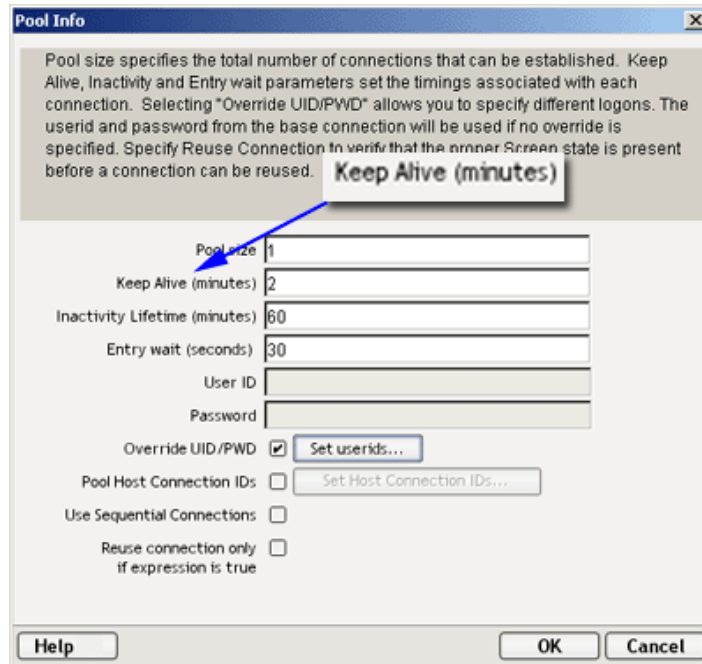 Pool Info
Pool size specifies the total number of connections that can be established. Keep
Alive, Inactivity and Entry wait parameters set the timings associated with each
connection. Selecting "Override UID/PWD" allows you to specify different logons. The
userid and password from the base connection will be used if no override is
specified. Specify Reuse Connection to verify that the proper Screen state is present
before a connection can be reused.
Keep Alive (minutes)
Pool size 1
Keep Alive (minutes) 2
Inactivity Lifetime (minutes) 60
Entry wait (seconds) 30
User ID
Password
Override UID/PWD Set userids...
Pool Host Connection IDs Set Host Connection IDs...
Use Sequential Connections
Reuse connection only
if expression is true
Help OK Cancel